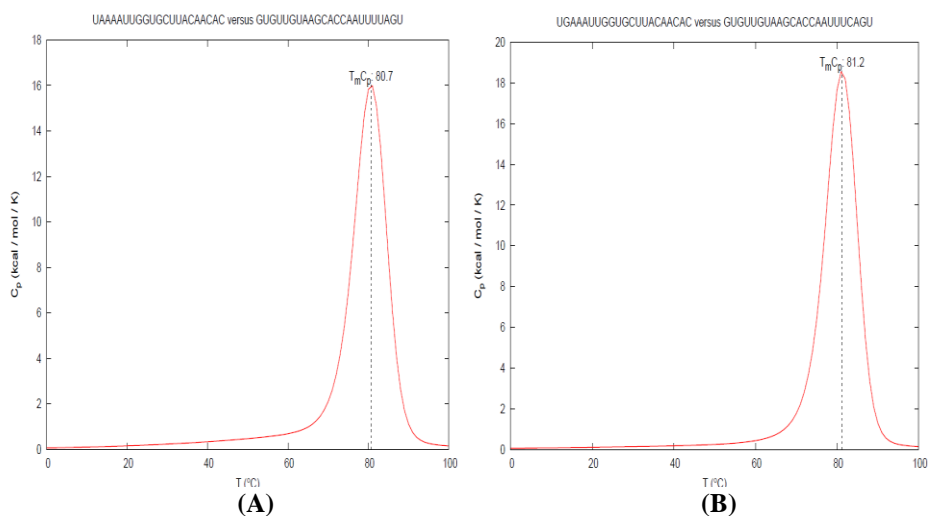 UAAAAUUGGUGCUUACAACAC versus GUGUUGUAAGCACCAAUUUUAGU
TmCp: 80.7
18
16
14
12
10
8
6
4
2
0
Cp (kcal / mol / K)
0 20 40 60 80 100
T (°C)
(A)
UGAAAUUGGUGCUUACAACAC versus GUGUUGUAAGCACCAAUUUCAGU
TmCp: 81.2
20
18
16
14
12
10
8
6
4
2
0
Cp (kcal / mol / K)
0 20 40 60 80 100
T (°C)
(B)